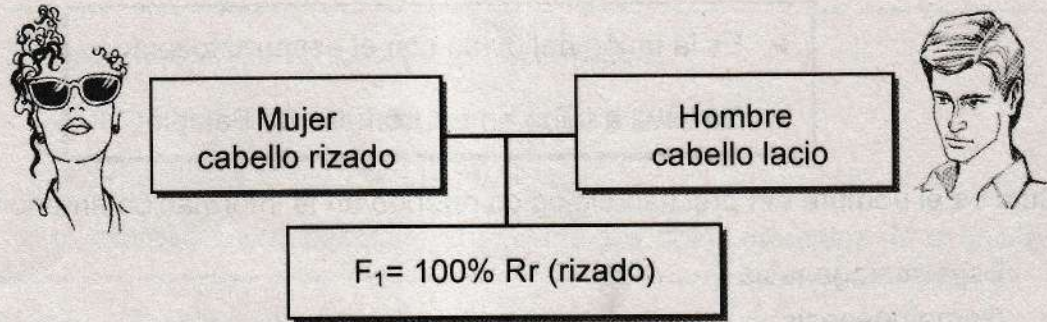 Mujer
cabello rizado
Hombre
cabello lacio
F₁= 100% Rr (rizado)